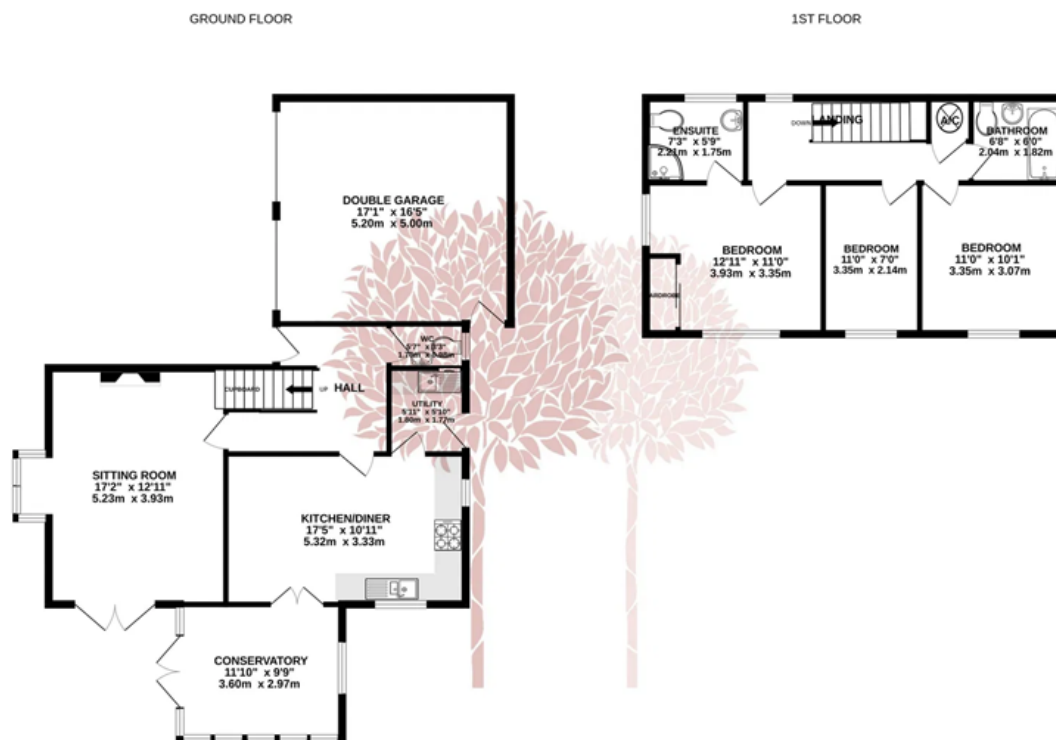 GROUND FLOOR
1ST FLOOR
DOUBLE GARAGE
17'1" x 16'5"
5.20m x 5.00m
WC
5'7" x 3'3"
UP HALL
CUPBOARD
UTILITY
5'11" x 5'10"
1.80m x 1.77m
SITTING ROOM
17'2" x 12'11"
5.23m x 3.93m
KITCHEN/DINER
17'5" x 10'11"
5.32m x 3.33m
CONSERVATORY
11'10" x 9'9"
3.60m x 2.97m
ENSUITE
7'3" x 5'9"
2.21m x 1.75m
DOWN LANDING
A/C
BATHROOM
6'8" x 6'0"
2.04m x 1.82m
BEDROOM
12'11" x 11'0"
3.93m x 3.35m
BEDROOM
11'0" x 7'0"
3.35m x 2.14m
BEDROOM
11'0" x 10'1"
3.35m x 3.07m